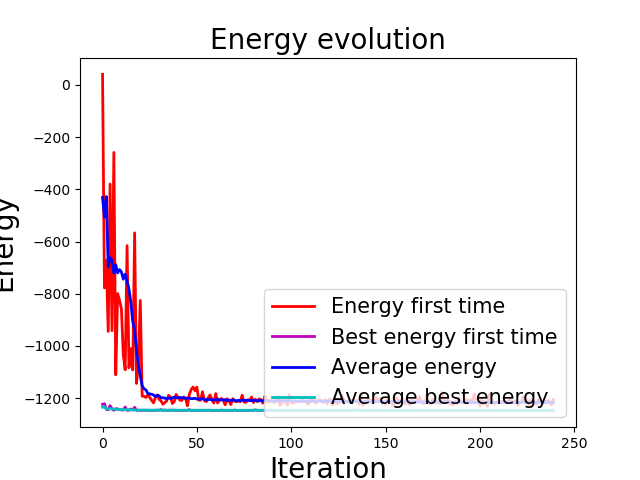 Energy evolution
Energy
0
−200
−400
−600
−800
−1000
−1200
Energy first time
Best energy first time
Average energy
Average best energy
0
50
100
150
200
250
Iteration